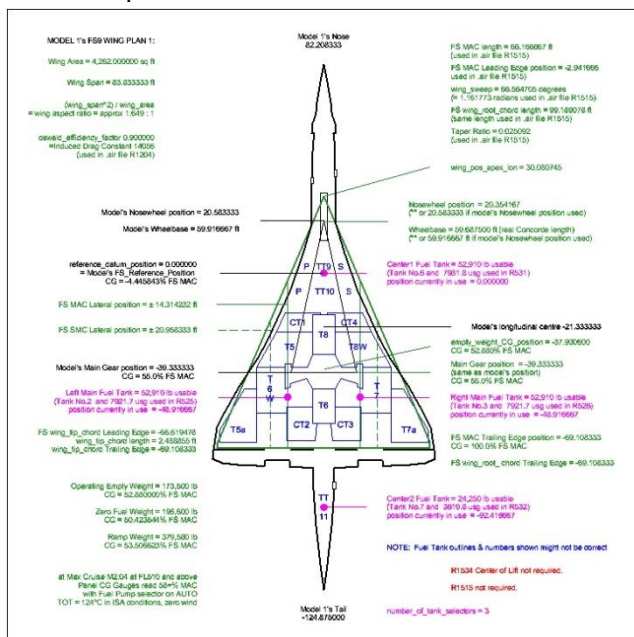 Model 1's Nose
82.208333
MODEL 1's FS9 WING PLAN 1:
Wing Area = 4,262.000000 sq ft
Wing Span = 83.833333 ft
(wing_span^2) / wing_area
= wing aspect ratio = approx 1.649 : 1
oswald_efficiency_factor 0.900000
=Induced Drag Constant 14056
(used in .air file R1204)
FS MAC length = 66.166667 ft
(used in .air file R1515)
FS MAC Leading Edge position = -2.941666
used in .air file R1515)
wing_sweep = 66.564705 degrees
(= 1.161773 radians used in .air file R1515)
FS wing_root_chord length = 99.189078 ft
(same length used in .air file R1515)
Taper Ratio = 0.025092
(used in .air file R1515)
wing_pos_apex_lon = 30.080745
Model's Nosewheel position = 20.583333
Model's Wheelbase = 59.916667 ft
Nosewheel position = 20.354167
(** or 20.583333 if model's Nosewheel position used)
Wheelbase = 59.687500 ft (real Concorde length)
(** or 59.916667 ft if model's Nosewheel position used)
reference_datum_position = 0.000000
= Model's FS_Reference_Position
CG = -4.445843% FS MAC
P TT9 S
P TT10 S
Center1 Fuel Tank = 52,910 lb usable
(Tank No.6 and 7931.8 usg used in R531)
position currently in use = 0.000000
FS MAC Lateral position = ± 14.314232 ft
FS SMC Lateral position = ± 20.958333 ft
CT1 T8 CT4
T5 T8W
Model's longitudinal centre -21.333333
empty_weight_CG_position = -37.930600
CG = 52.880% FS MAC
Model's Main Gear position = -39.333333
CG = 55.0% FS MAC
Main Gear position = -39.333333
(same as model's position)
CG = 55.0% FS MAC
T
6
W
T
7
T6
Left Main Fuel Tank = 52,910 lb usable
(Tank No.2 and 7921.7 usg used in R525)
position currently in use = -48.916667
Right Main Fuel Tank = 52,910 lb usable
(Tank No.3 and 7921.7 usg used in R526)
position currently in use = -48.916667
T5a CT2 CT3 T7a
FS wing_tip_chord Leading Edge = -66.619478
wing_tip_chord length = 2.488855 ft
wing_tip_chord Trailing Edge = -69.108333
FS MAC Trailing Edge position = -69.108333
CG = 100.0% FS MAC
FS wing_root_chord Trailing Edge = -69.108333
Operating Empty Weight = 173,500 lb
CG = 52.880000% FS MAC
Zero Fuel Weight = 196,600 lb
CG = 50.423841% FS MAC
Ramp Weight = 379,580 lb
CG = 53.506623% FS MAC
TT
11
Center2 Fuel Tank = 24,250 lb usable
(Tank No.7 and 3619.8 usg used in R532)
position currently in use = -92.416667
NOTE: Fuel Tank outlines & numbers shown might not be correct
R1534 Center of Lift not required.
R1515 not required.
at Max Cruise M2.04 at FL510 and above
Panel CG Gauges read 58+½ MAC
with Fuel Pump selector on AUTO
TOT = 124°C in ISA conditions, zero wind
Model 1's Tail
-124.875000
number_of_tank_selectors = 3